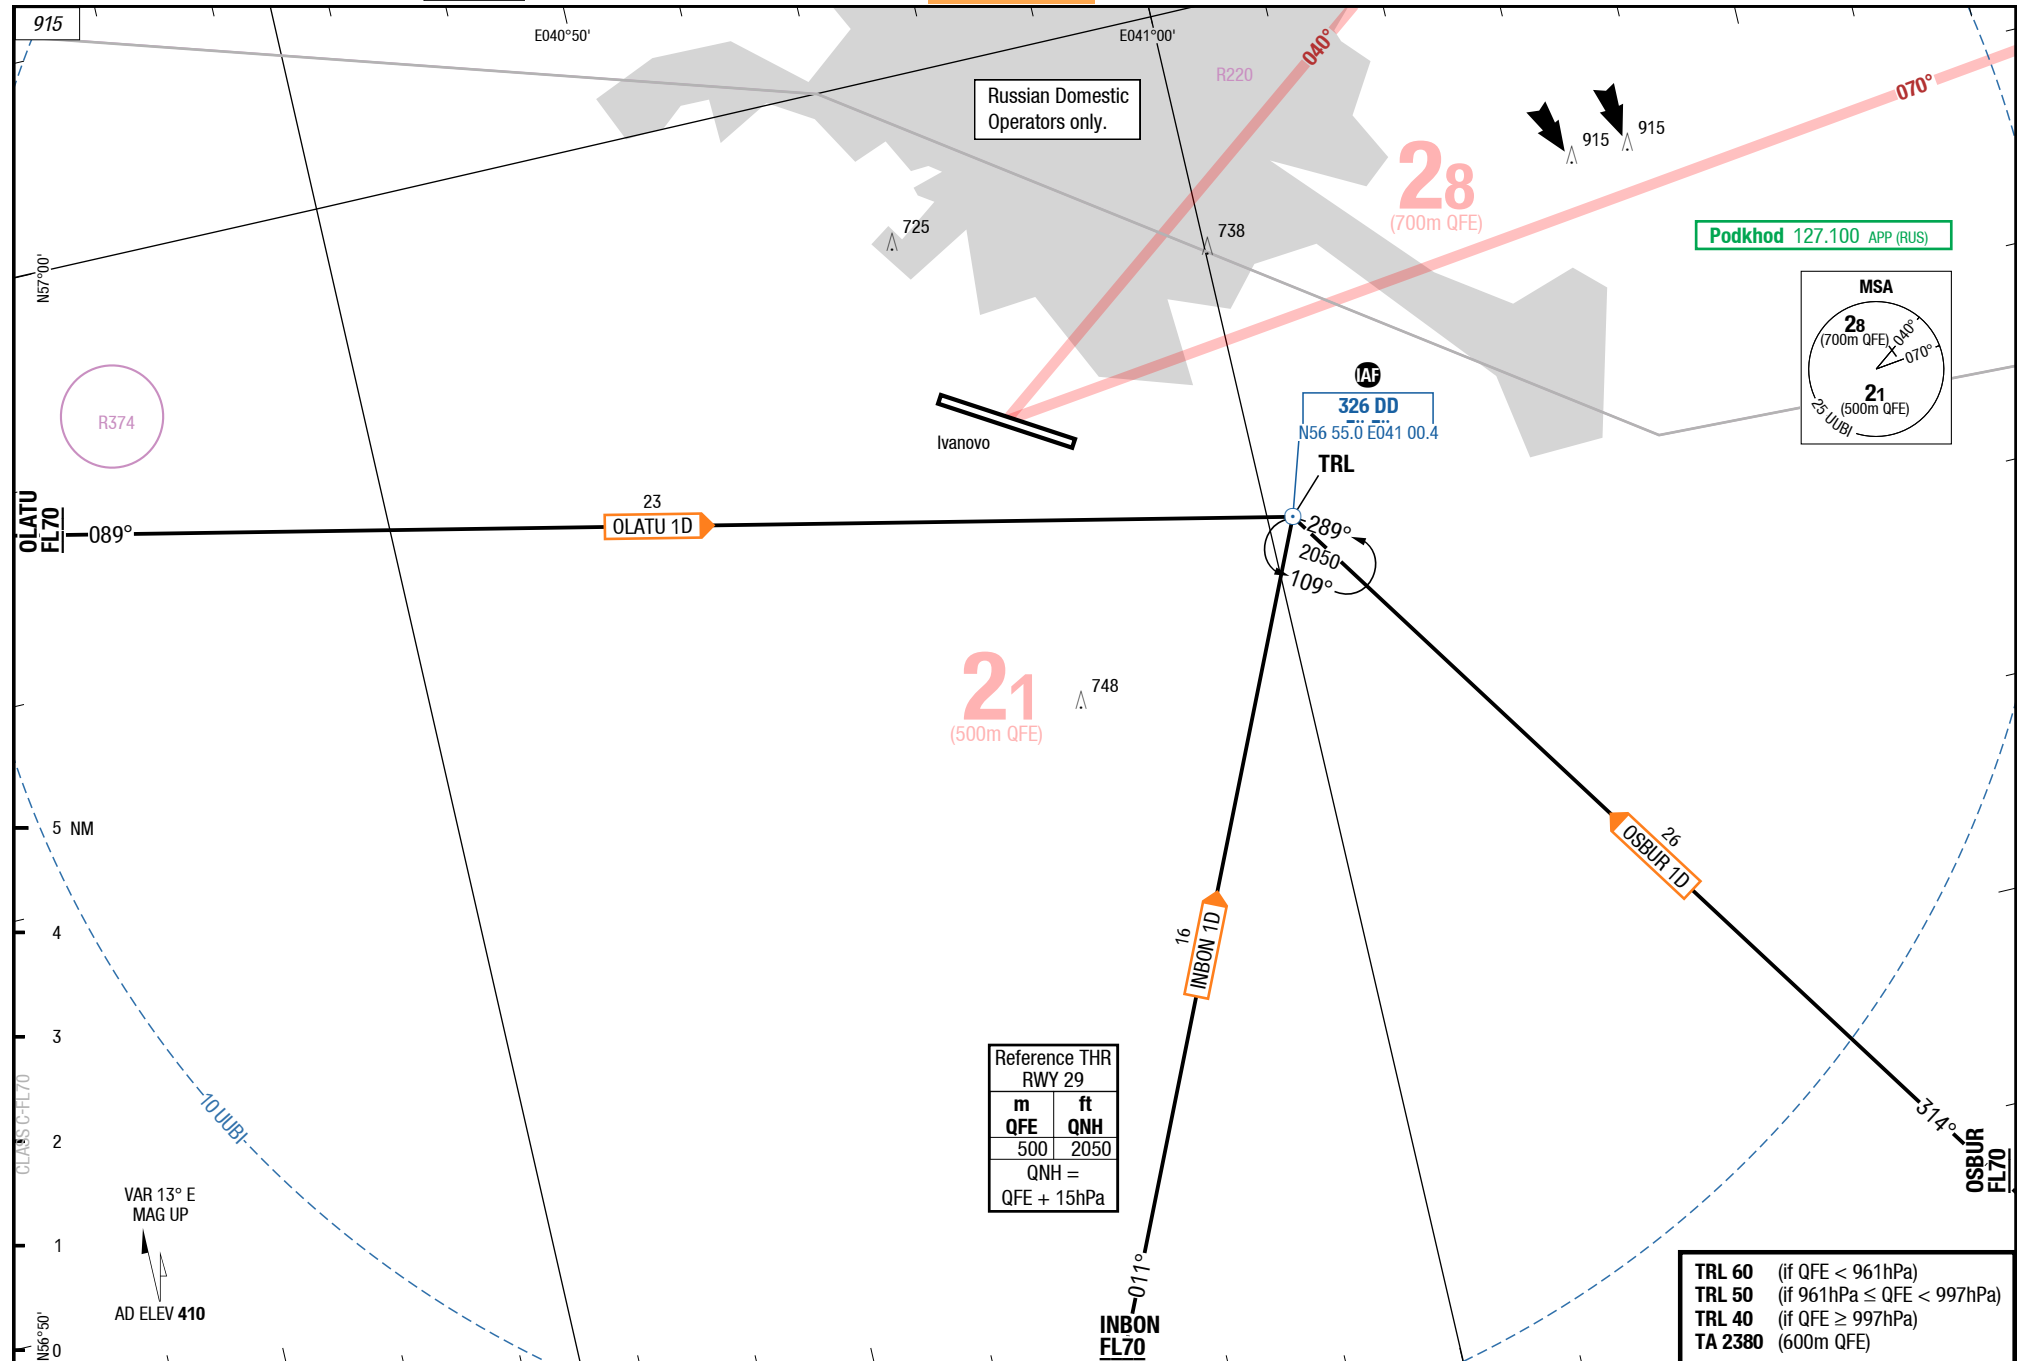 915
E040°50'
E041°00'
040°
R220
070°
Russian Domestic
Operators only.
915
915
28
(700m QFE)
725
738
Podkhod 127.100 APP (RUS)
N57°00'
MSA
28
(700m QFE)
040°
070°
21
(500m QFE)
25 UUBI
R374
IAF
326 DD
N56 55.0 E041 00.4
Ivanovo
TRL
OLATU
FL70
089°
23
OLATU 1D
289°
2050
109°
21
(500m QFE)
748
5 NM
4
3
2
1
0
26
OSBUR 1D
16
INBON 1D
Reference THR
RWY 29
m ft
QFE QNH
500 2050
QNH =
QFE + 15hPa
CLASS C-FL70
10 UUBI
314°
OSBUR
FL70
VAR 13° E
MAG UP
AD ELEV 410
N56°50'
011°
INBON
FL70
TRL 60 (if QFE < 961hPa)
TRL 50 (if 961hPa ≤ QFE < 997hPa)
TRL 40 (if QFE ≥ 997hPa)
TA 2380 (600m QFE)